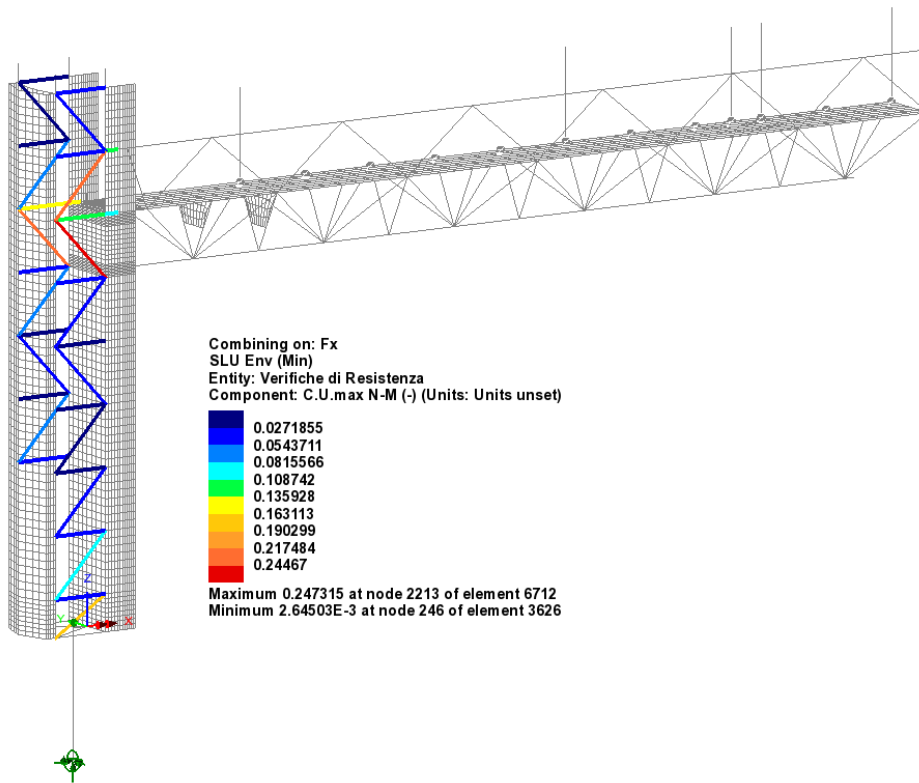 Combining on: Fx
SLU Env (Min)
Entity: Verifiche di Resistenza
Component: C.U.max N-M (-) (Units: Units unset)
0.0271855
0.0543711
0.0815566
0.108742
0.135928
0.163113
0.190299
0.217484
0.24467
Maximum 0.247315 at node 2213 of element 6712
Minimum 2.64503E-3 at node 246 of element 3626
Z
Y
X